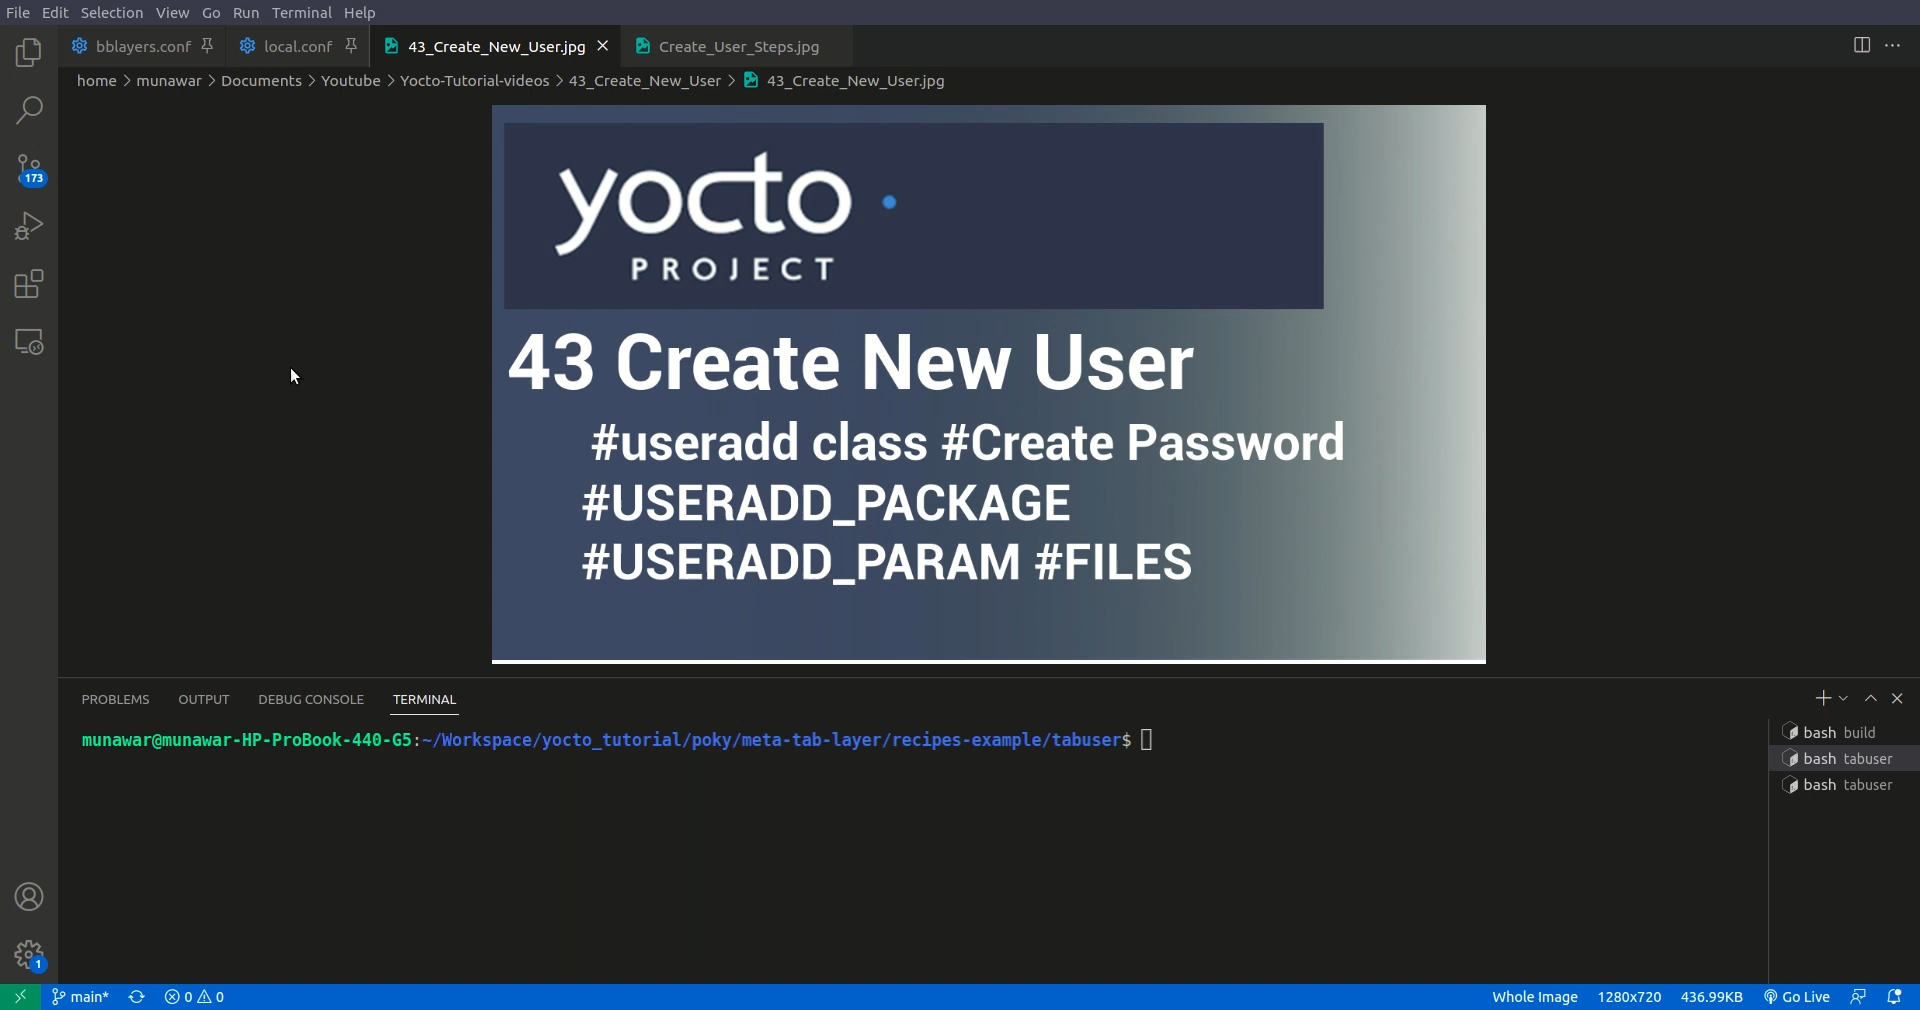 File Edit Selection View Go Run Terminal Help
bblayers.conf local.conf 43_Create_New_User.jpg Create_User_Steps.jpg
home > munawar > Documents > Youtube > Yocto-Tutorial-videos > 43_Create_New_User > 43_Create_New_User.jpg
173
yocto
PROJECT
43 Create New User
#useradd class #Create Password
#USERADD_PACKAGE
#USERADD_PARAM #FILES
PROBLEMS OUTPUT DEBUG CONSOLE TERMINAL
munawar@munawar-HP-ProBook-440-G5:~/Workspace/yocto_tutorial/poky/meta-tab-layer/recipes-example/tabuser$
bash build
bash tabuser
bash tabuser
1
main* 0 0 Whole Image 1280x720 436.99KB Go Live